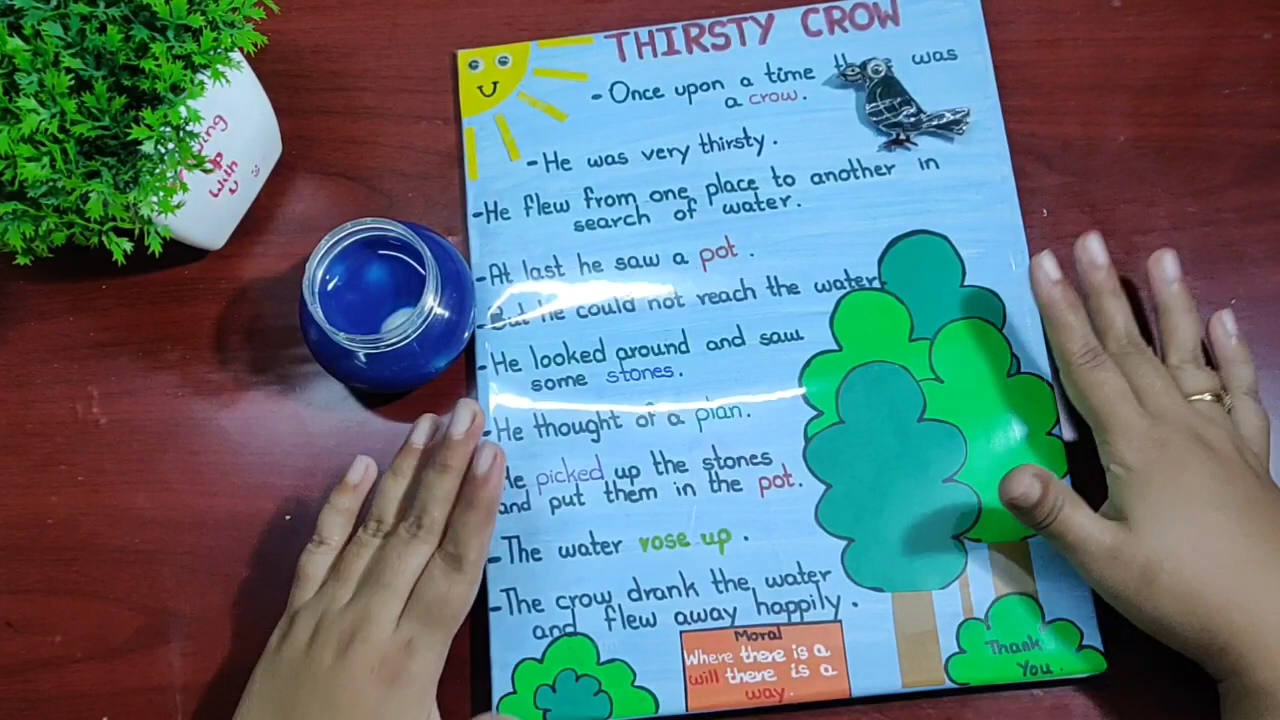 THIRSTY CROW
- Once upon a time was
a crow.
- He was very thirsty.
- He flew from one place to another in
search of water.
- At last he saw a pot.
- But he could not reach the water
- He looked around and saw
some stones.
- He thought of a plan.
He picked up the stones
and put them in the pot.
- The water rose up.
- The crow drank the water
and flew away happily.
Moral
Where there is a
will there is a
way.
Thank
You.
with